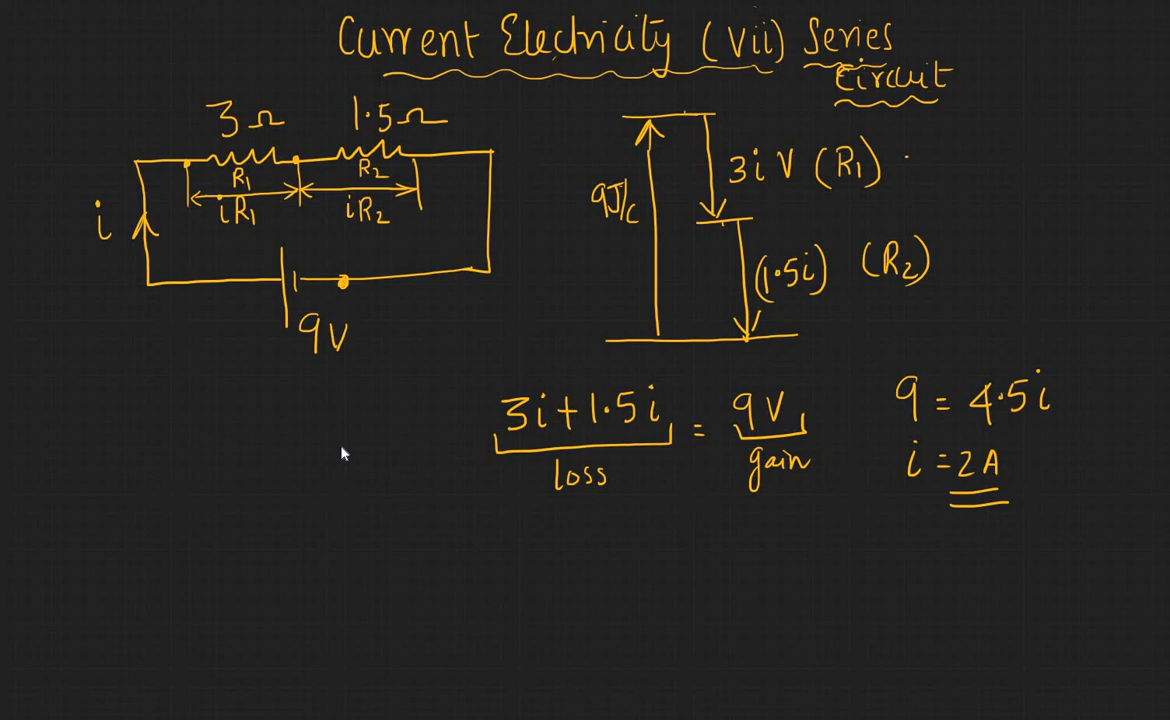 Current Electricity (vii) Series
Circuit
3Ω 1.5Ω
R1 R2
iR1 iR2
i
9V
9J/C
3i V (R1)
(1.5i) (R2)
3i+1.5i = 9V
loss gain
9 = 4.5i
i = 2A